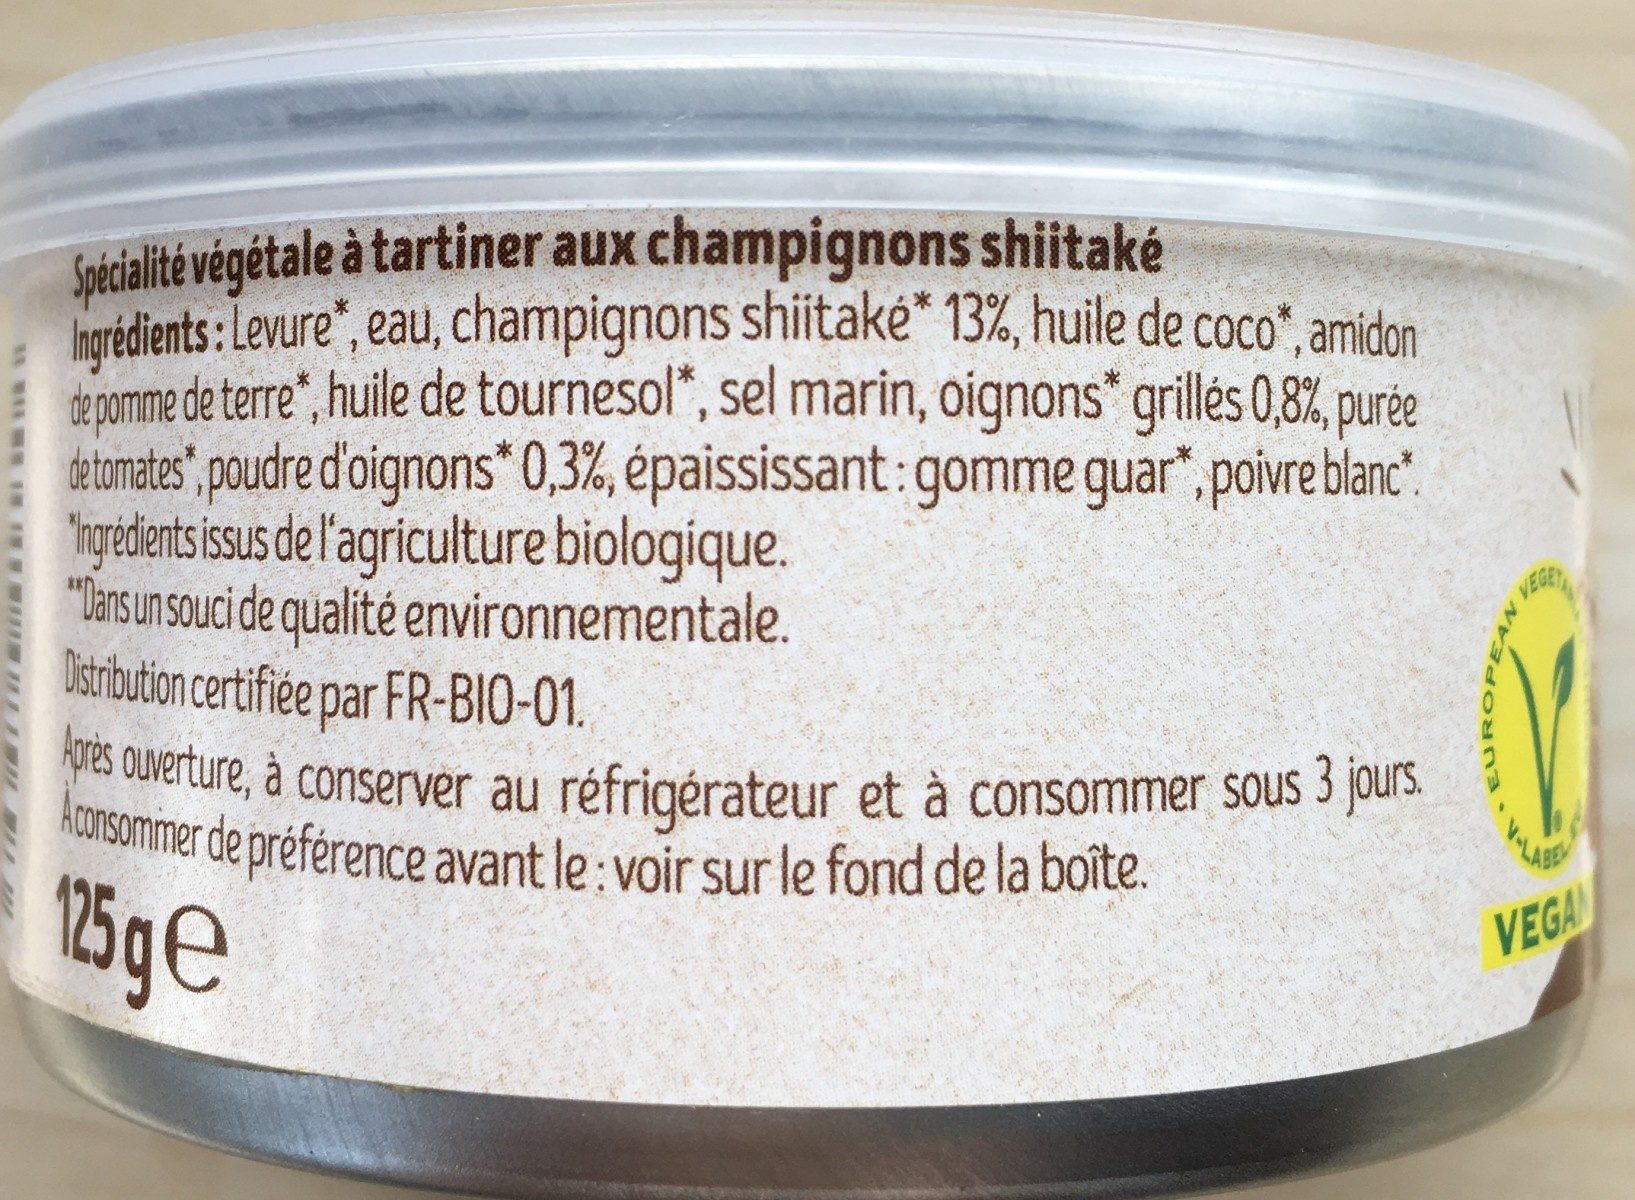 Spécialité végétale à tartiner aux champignons shiitaké
Ingrédients : Levure*, eau, champignons shiitaké* 13%, huile de coco*, amidon
de pomme de terre*, huile de tournesol*, sel marin, oignons* grillés 0,8%, purée
de tomates*, poudre d'oignons* 0,3%, épaississant : gomme guar*, poivre blanc*.
*Ingrédients issus de l'agriculture biologique.
**Dans un souci de qualité environnementale.
Distribution certifiée par FR-BIO-01.
Après ouverture, à conserver au réfrigérateur et à consommer sous 3 jours.
À consommer de préférence avant le : voir sur le fond de la boîte.
125 g e
EUROPEAN
V-LABEL
VEGAN